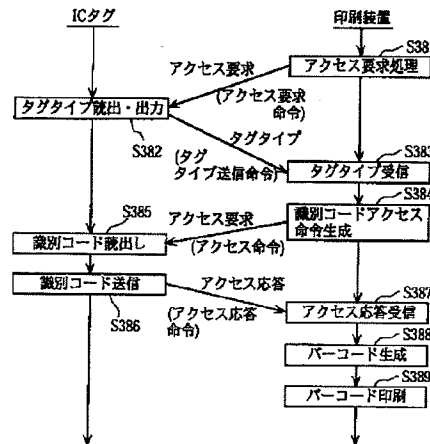 ICタグ
印刷装置
S381
アクセス要求処理
アクセス要求
(アクセス要求
命令)
タグタイプ読出・出力
S382
タグタイプ
(タグ
タイプ送信命令)
S383
タグタイプ受信
S384
識別コードアクセス
命令生成
S385
アクセス要求
(アクセス命令)
識別コード読出し
識別コード送信
S386
アクセス応答
(アクセス応答
命令)
S387
アクセス応答受信
S388
バーコード生成
S389
バーコード印刷